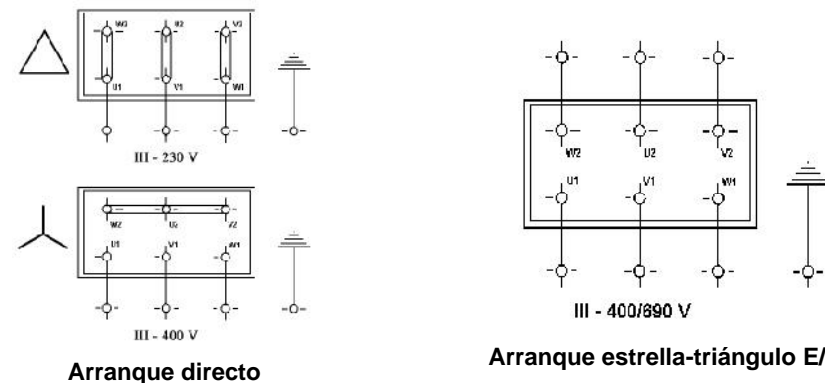 W2 U2 V2
U1 V1 W1
III - 230 V
W2 U2 V2
U1 V1 W1
III - 400 V
Arranque directo
W2 U2 V2
U1 V1 W1
III - 400/690 V
Arranque estrella-triángulo E/